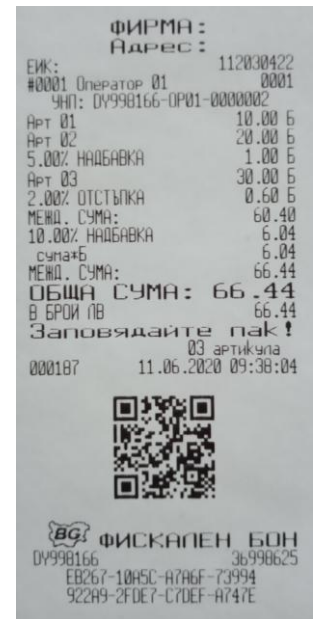 ФИРМА:
Адрес:
ЕИК: 112030422
#0001 Оператор 01 0001
УНП: DY998166-OP01-0000002
Арт 01 10.00 Б
Арт 02 20.00 Б
5.00% НАДБАВКА 1.00 Б
Арт 03 30.00 Б
2.00% ОТСТЪПКА 0.60 Б
МЕЖД. СУМА: 60.40
10.00% НАДБАВКА 6.04
сума*Б 6.04
МЕЖД. СУМА: 66.44
ОБЩА СУМА: 66.44
В БРОЙ ЛВ 66.44
Заповядайте пак!
03 артикула
000187 11.06.2020 09:38:04
BG ФИСКАЛЕН БОН
DY998166 36998625
EB267-10A5C-A7A6F-73994
922A9-2FDE7-C7DEF-A747E